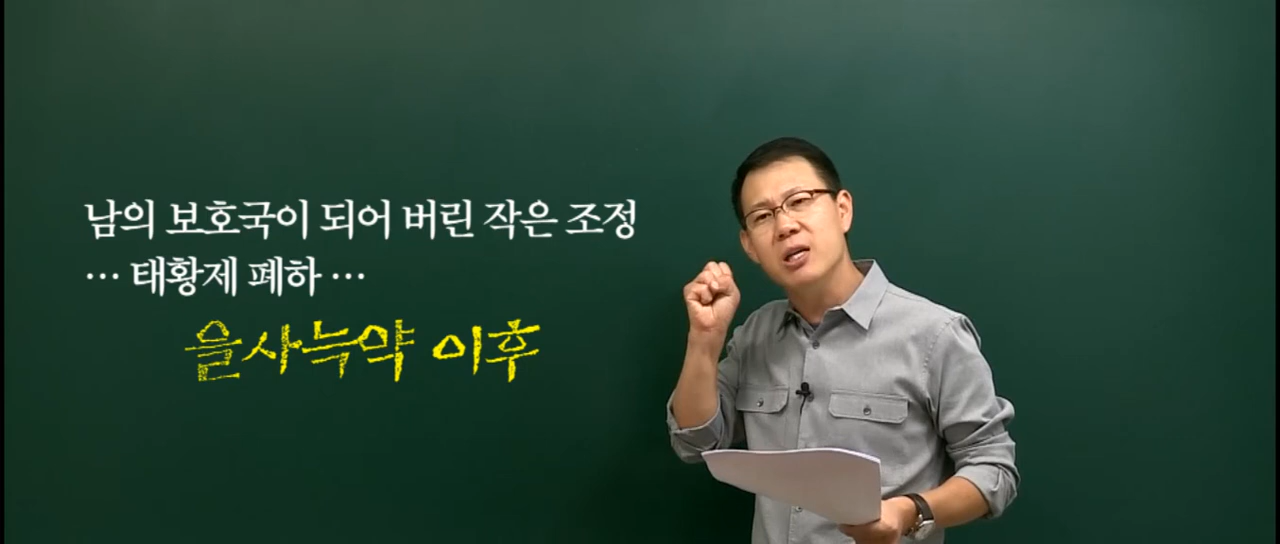 남의 보호국이 되어 버린 작은 조정
… 태황제 폐하 …
을사늑약 이후